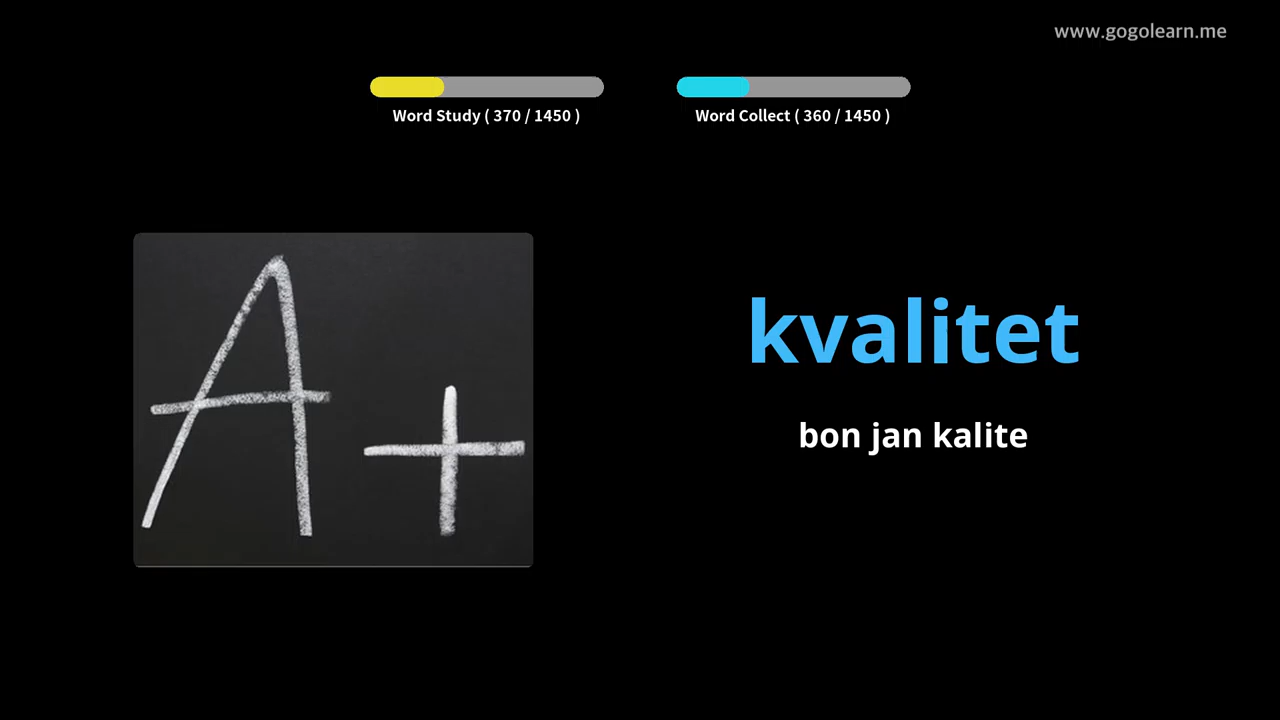 www.gogolearn.me
Word Study ( 370 / 1450 )
Word Collect ( 360 / 1450 )
A+
kvalitet
bon jan kalite